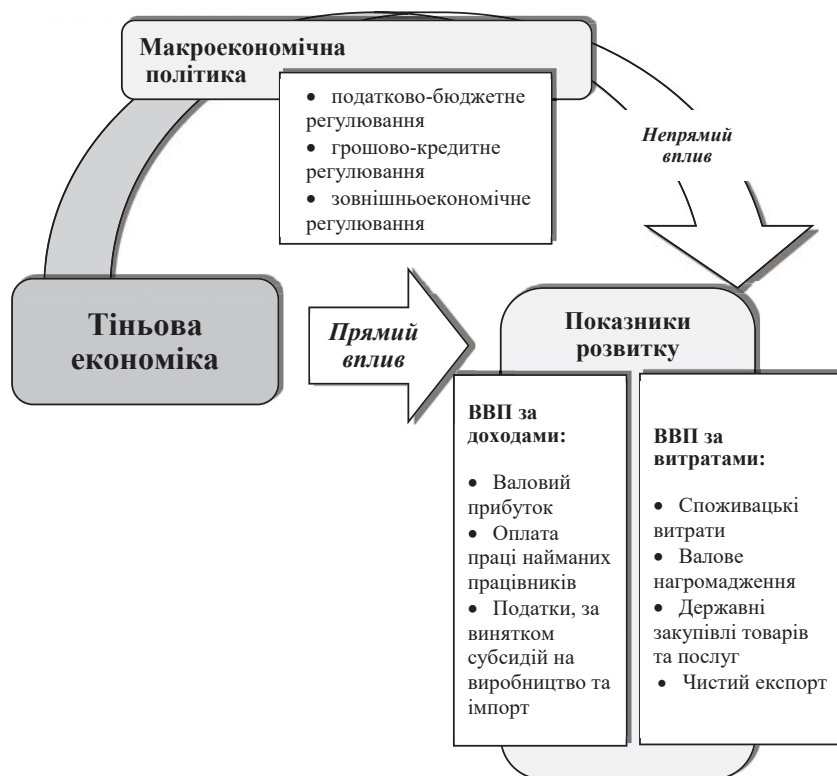 Макроекономічна
політика
• податково-бюджетне
регулювання
• грошово-кредитне
регулювання
• зовнішньоекономічне
регулювання
Непрямий
вплив
Тіньова
економіка
Прямий
вплив
Показники
розвитку
ВВП за
доходами:
• Валовий
прибуток
• Оплата
праці найманих
працівників
• Податки, за
винятком
субсидій на
виробництво та
імпорт
ВВП за
витратами:
• Споживацькі
витрати
• Валове
нагромадження
• Державні
закупівлі товарів
та послуг
• Чистий експорт